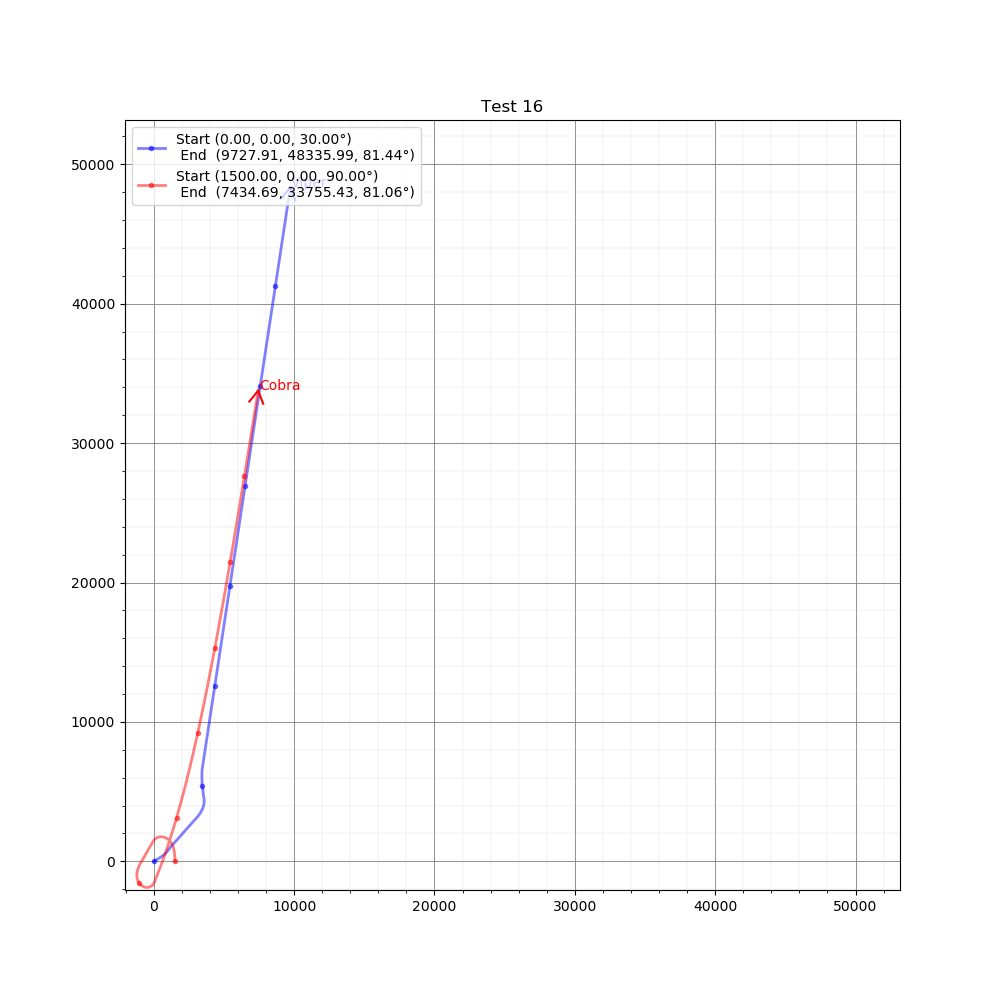 Test 16
Start (0.00, 0.00, 30.00°)
End (9727.91, 48335.99, 81.44°)
Start (1500.00, 0.00, 90.00°)
End (7434.69, 33755.43, 81.06°)
Cobra
50000
40000
30000
20000
10000
0
0 10000 20000 30000 40000 50000